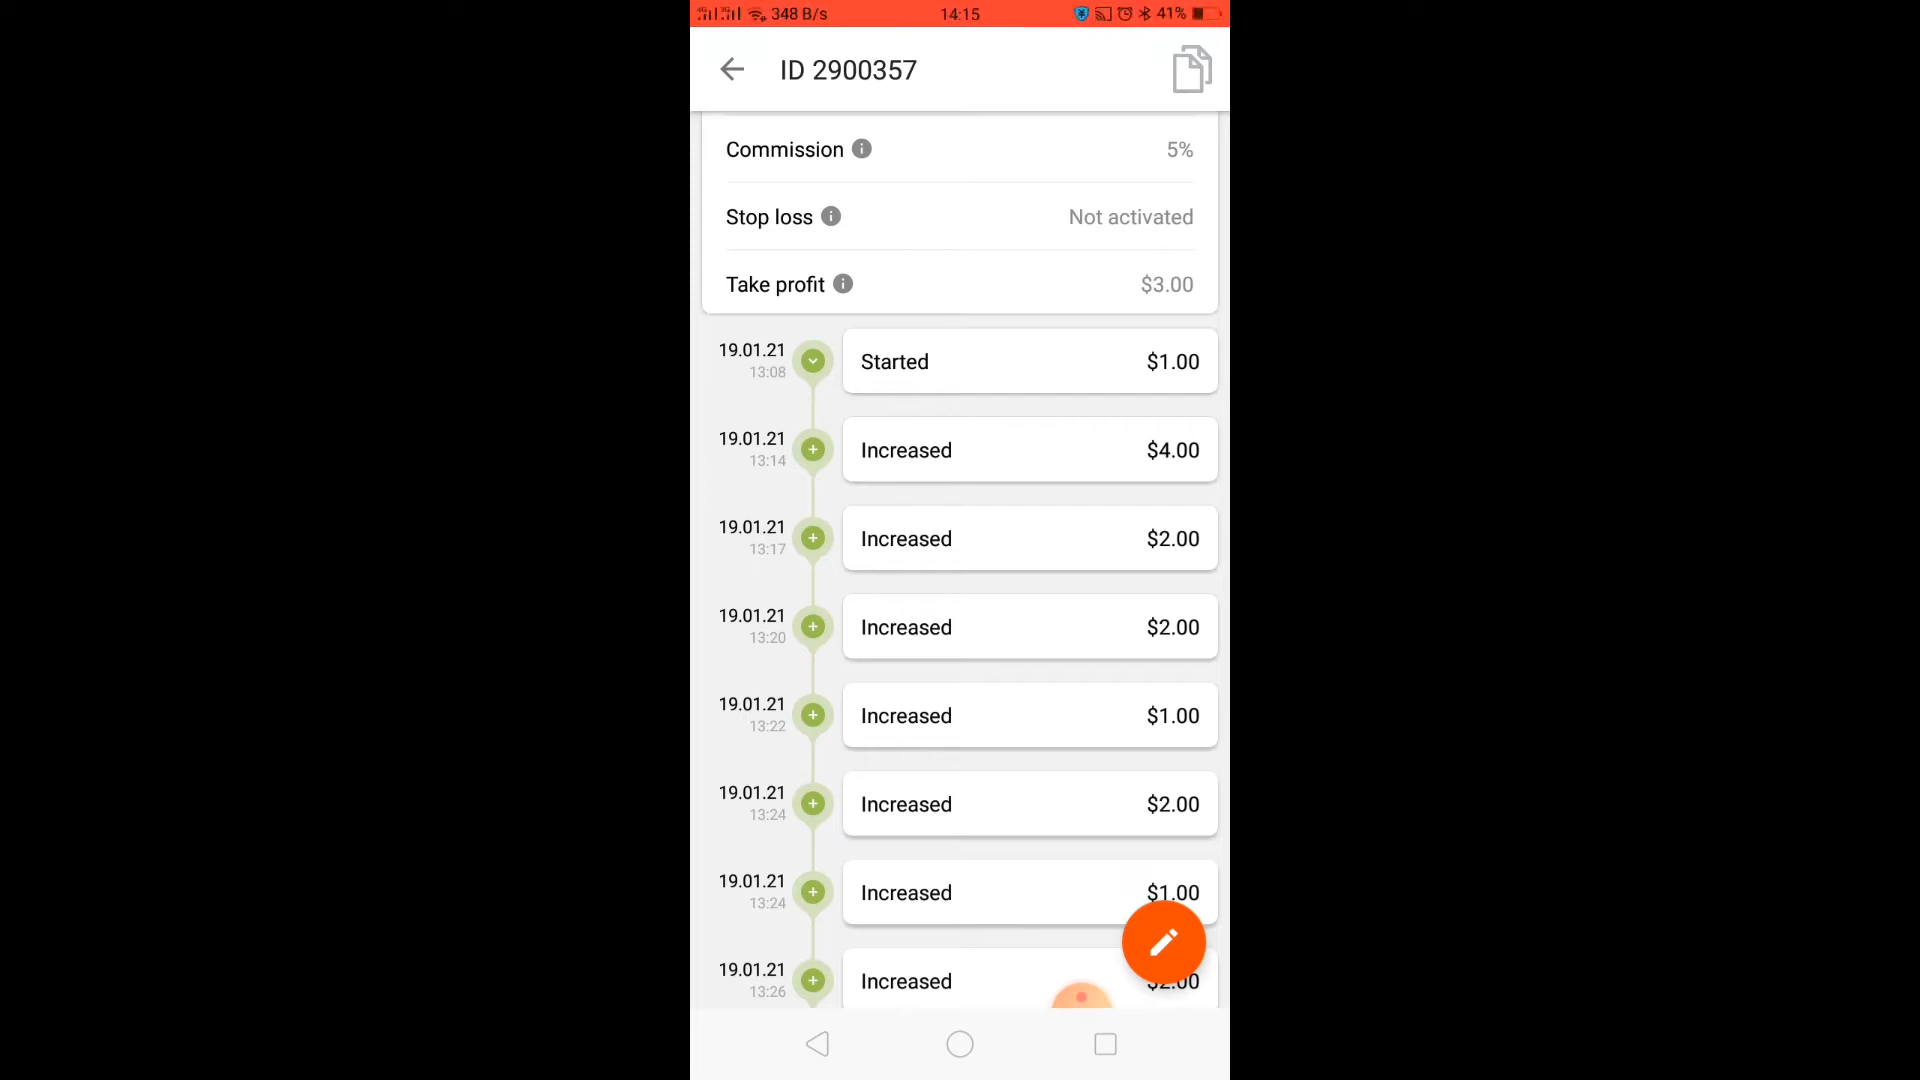 4G 3G 348 B/s 14:15 41%
ID 2900357
Commission 5%
Stop loss Not activated
Take profit $3.00
19.01.21 Started $1.00
13:08
19.01.21 Increased $4.00
13:14
19.01.21 Increased $2.00
13:17
19.01.21 Increased $2.00
13:20
19.01.21 Increased $1.00
13:22
19.01.21 Increased $2.00
13:24
19.01.21 Increased $1.00
13:24
19.01.21 Increased $2.00
13:26